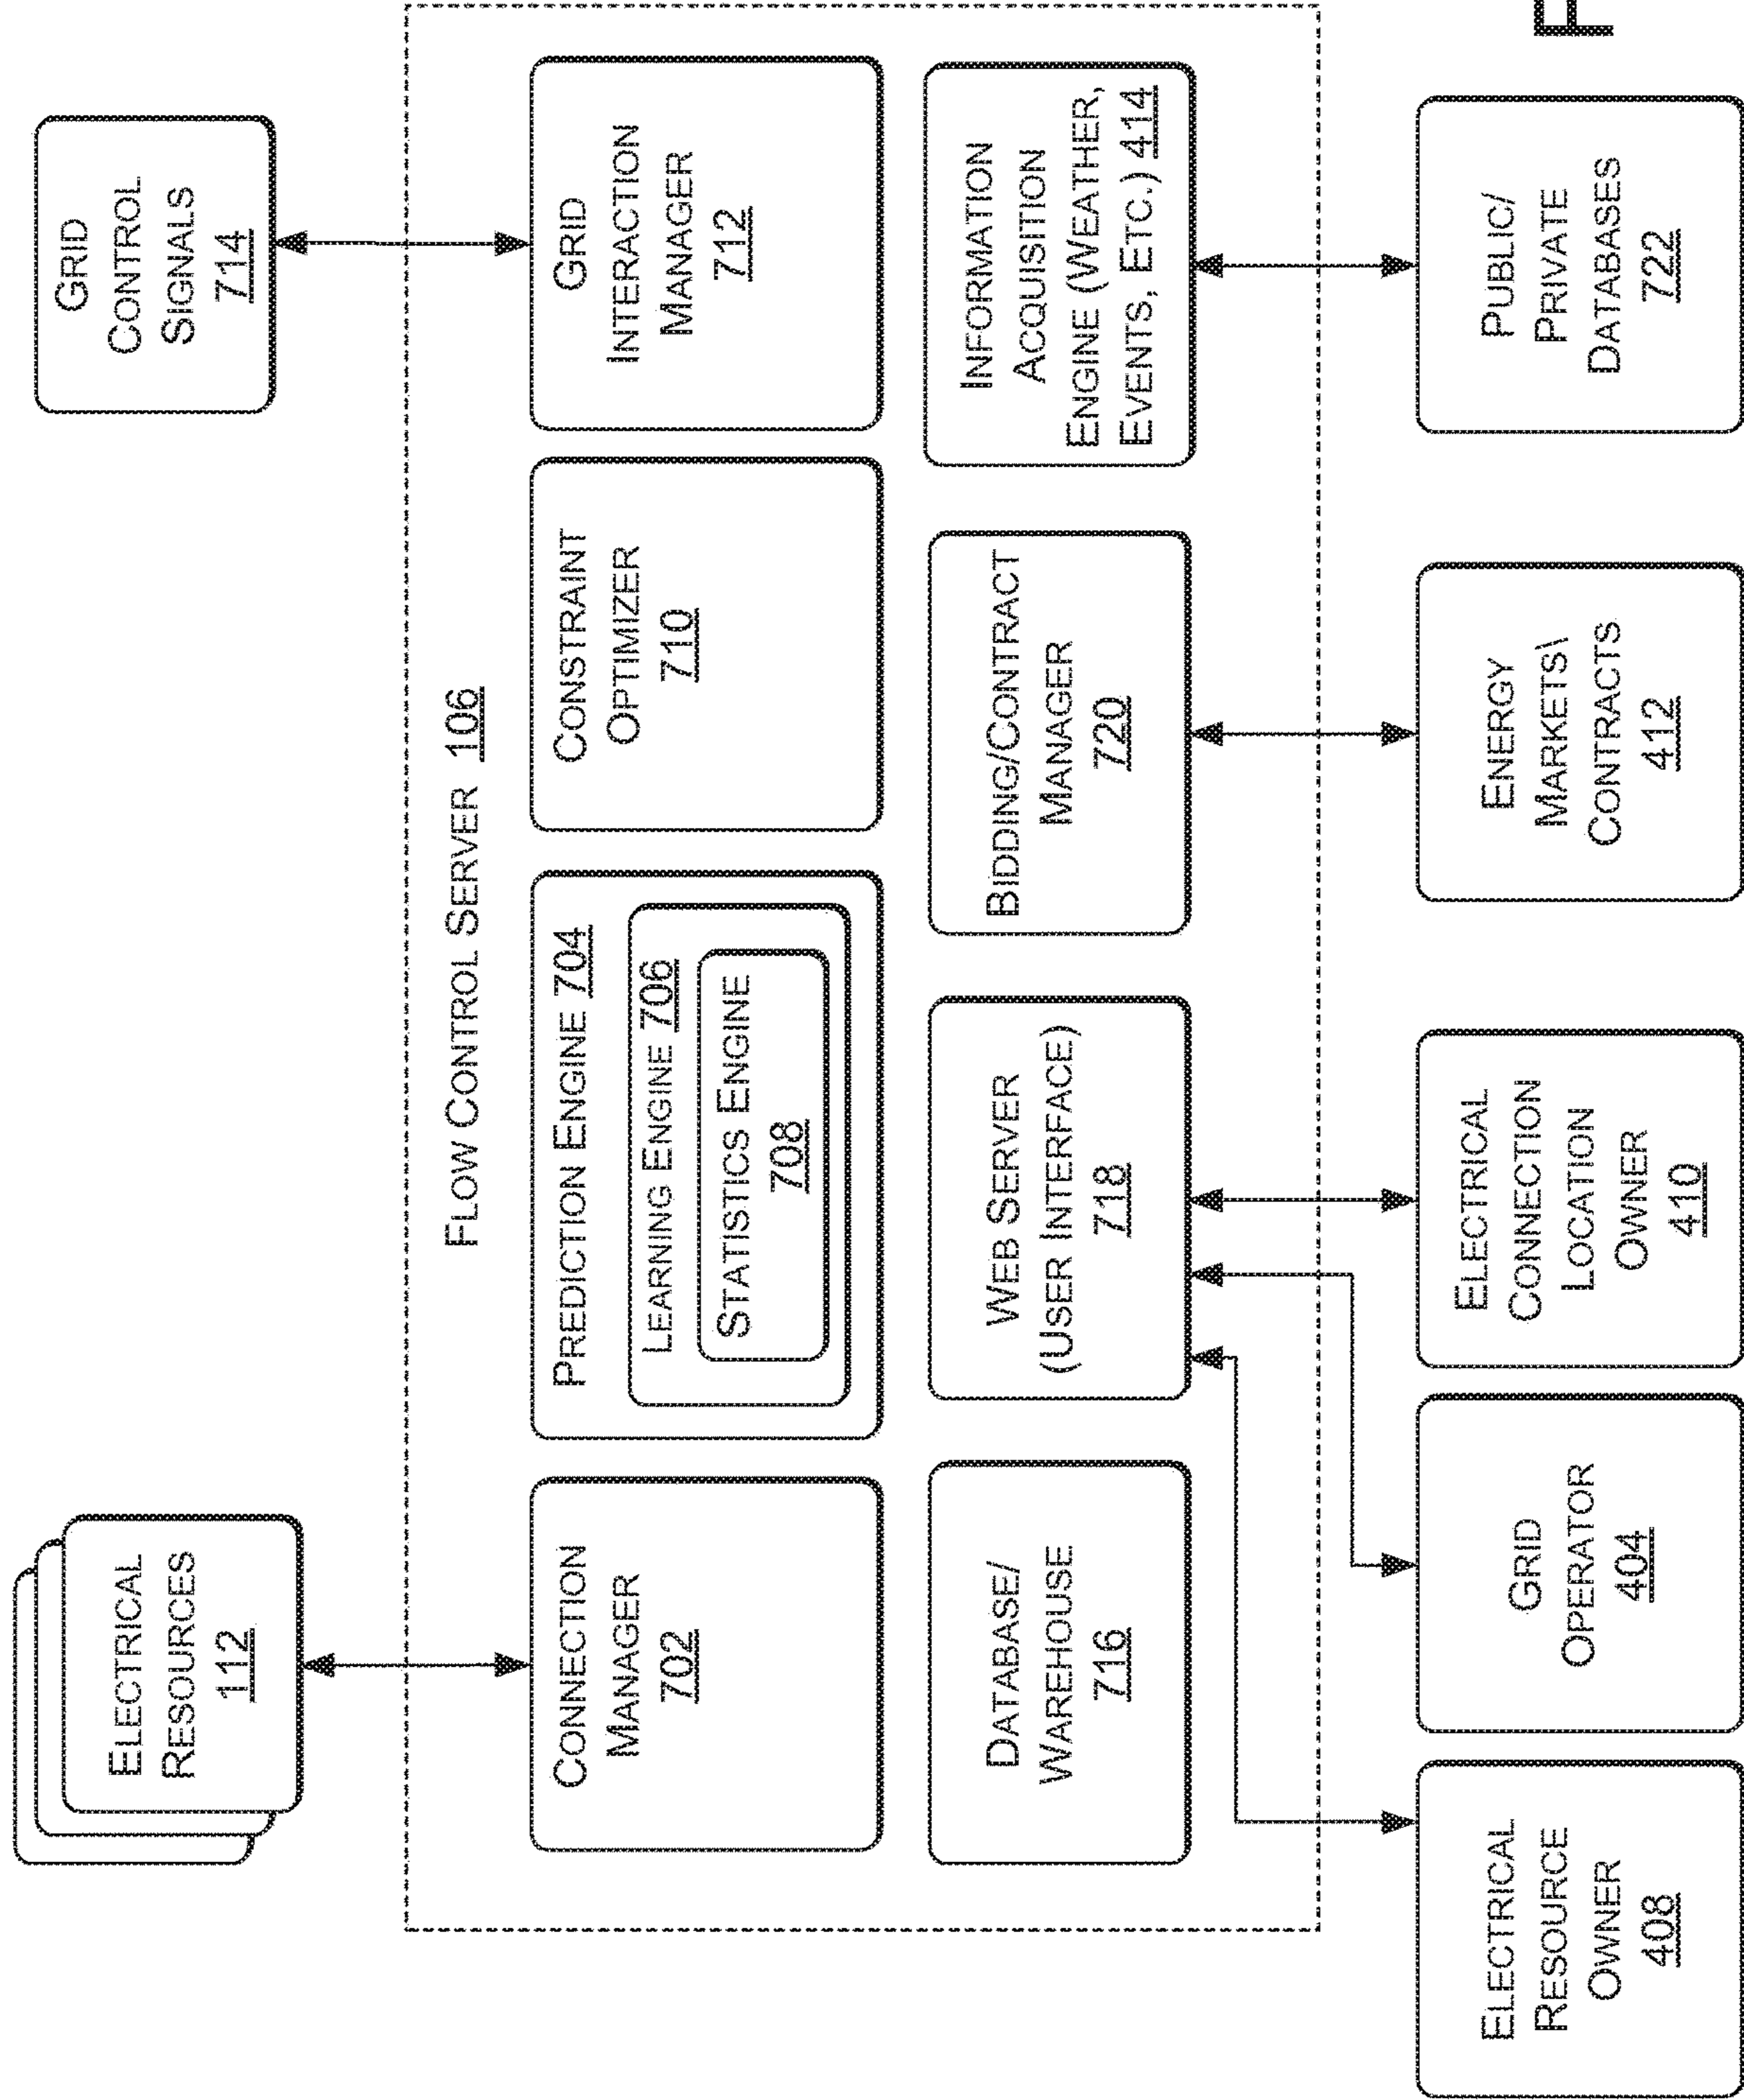 ELECTRICAL
RESOURCES
112
GRID
CONTROL
SIGNALS
714
FLOW CONTROL SERVER 106
CONNECTION
MANAGER
702
PREDICTION ENGINE 704
LEARNING ENGINE 706
STATISTICS ENGINE
708
CONSTRAINT
OPTIMIZER
710
GRID
INTERACTION
MANAGER
712
DATABASE/
WAREHOUSE
716
WEB SERVER
(USER INTERFACE)
718
BIDDING/CONTRACT
MANAGER
720
INFORMATION
ACQUISITION
ENGINE (WEATHER,
EVENTS, ETC.) 414
ELECTRICAL
RESOURCE
OWNER
408
GRID
OPERATOR
404
ELECTRICAL
CONNECTION
LOCATION
OWNER
410
ENERGY
MARKETS\
CONTRACTS
412
PUBLIC/
PRIVATE
DATABASES
722